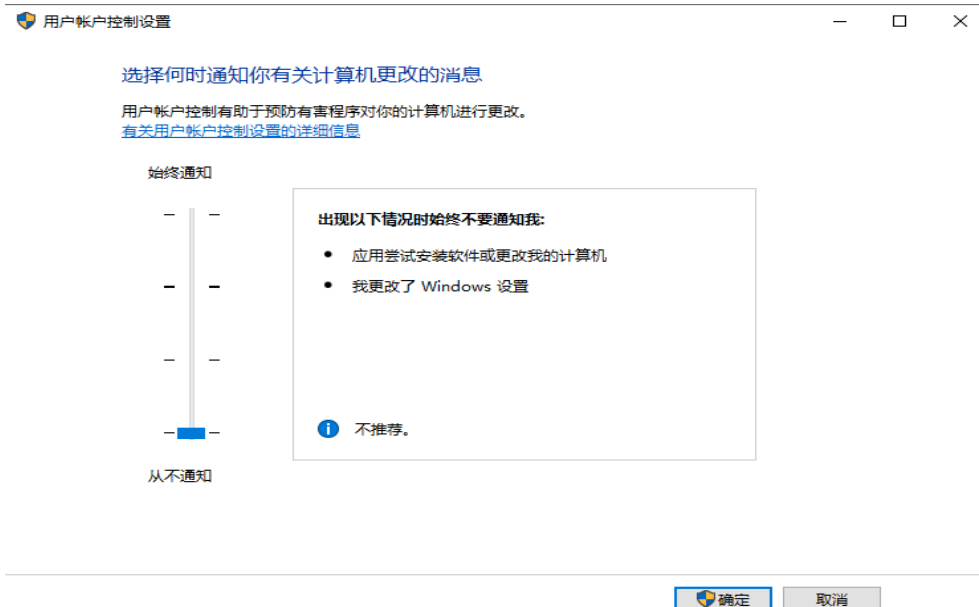 用户帐户控制设置
选择何时通知你有关计算机更改的消息
用户帐户控制有助于预防有害程序对你的计算机进行更改。
有关用户帐户控制设置的详细信息
始终通知
出现以下情况时始终不要通知我:
• 应用尝试安装软件或更改我的计算机
• 我更改了 Windows 设置
不推荐。
从不通知
确定
取消